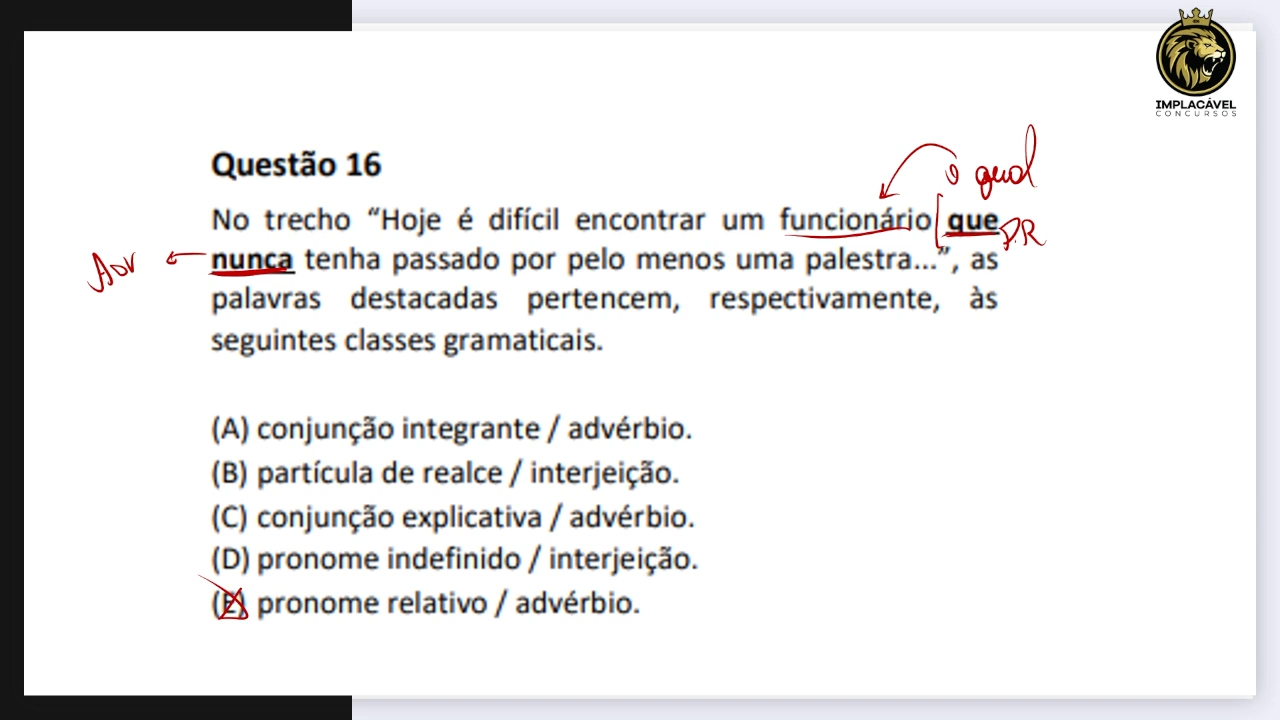 IMPLACÁVEL
CONCURSOS
Questão 16
o qual
No trecho “Hoje é difícil encontrar um funcionário que
P.R
Adv
nunca tenha passado por pelo menos uma palestra...”, as
palavras destacadas pertencem, respectivamente, às
seguintes classes gramaticais.
(A) conjunção integrante / advérbio.
(B) partícula de realce / interjeição.
(C) conjunção explicativa / advérbio.
(D) pronome indefinido / interjeição.
(E) pronome relativo / advérbio.